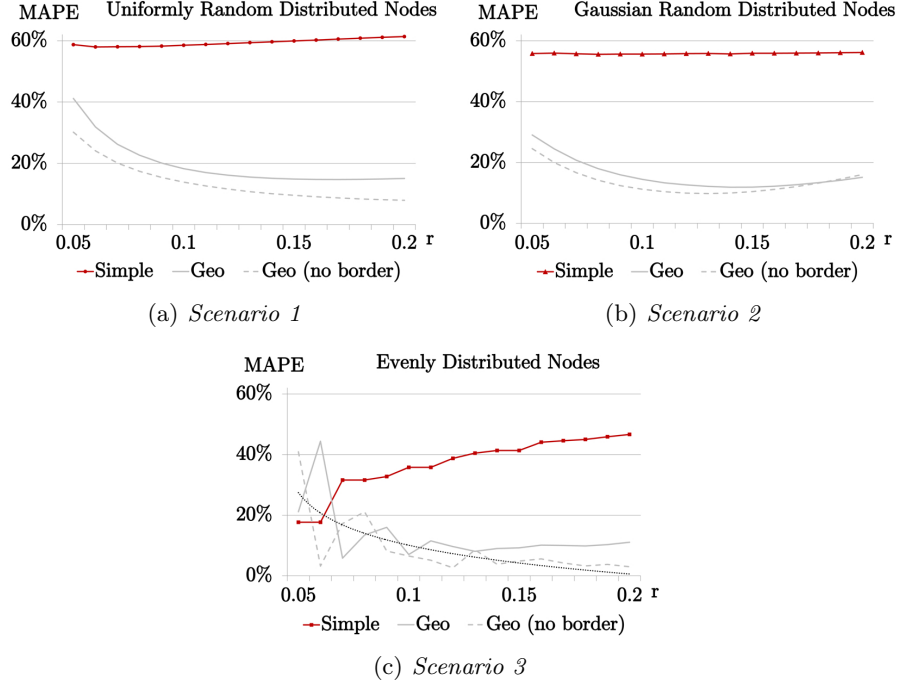 MAPE Uniformly Random Distributed Nodes
60%
40%
20%
0%
0.05 0.1 0.15 0.2 r
Simple Geo Geo (no border)
(a) Scenario 1
MAPE Gaussian Random Distributed Nodes
60%
40%
20%
0%
0.05 0.1 0.15 0.2 r
Simple Geo Geo (no border)
(b) Scenario 2
MAPE Evenly Distributed Nodes
60%
40%
20%
0%
0.05 0.1 0.15 0.2 r
Simple Geo Geo (no border)
(c) Scenario 3